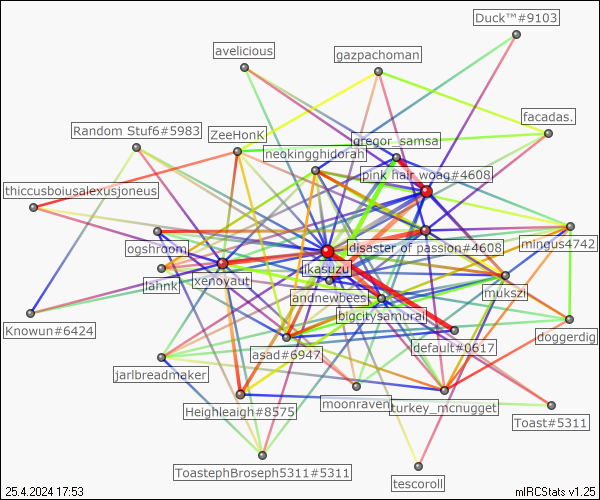 Duck™#9103
avelicious
gazpachoman
facadas.
Random Stuf6#5983
ZeeHonK
gregor_samsa
neokingghidorah
pink hair woag#4608
thiccusboiusalexusjoneus
ogshroom
disaster of passion#4608
mingus4742
jkasuzui
lahnk
xenoyaut
andnewbeesj
mukszi
bigcitysamurai
Knowun#6424
asad#6947
default#0617
doggerdig
jarlbreadmaker
Heighleaigh#8575
moonraven
turkey_mcnugget
Toast#5311
ToastephBroseph5311#5311
tescoroll
25.4.2024 17:53
mIRCStats v1.25